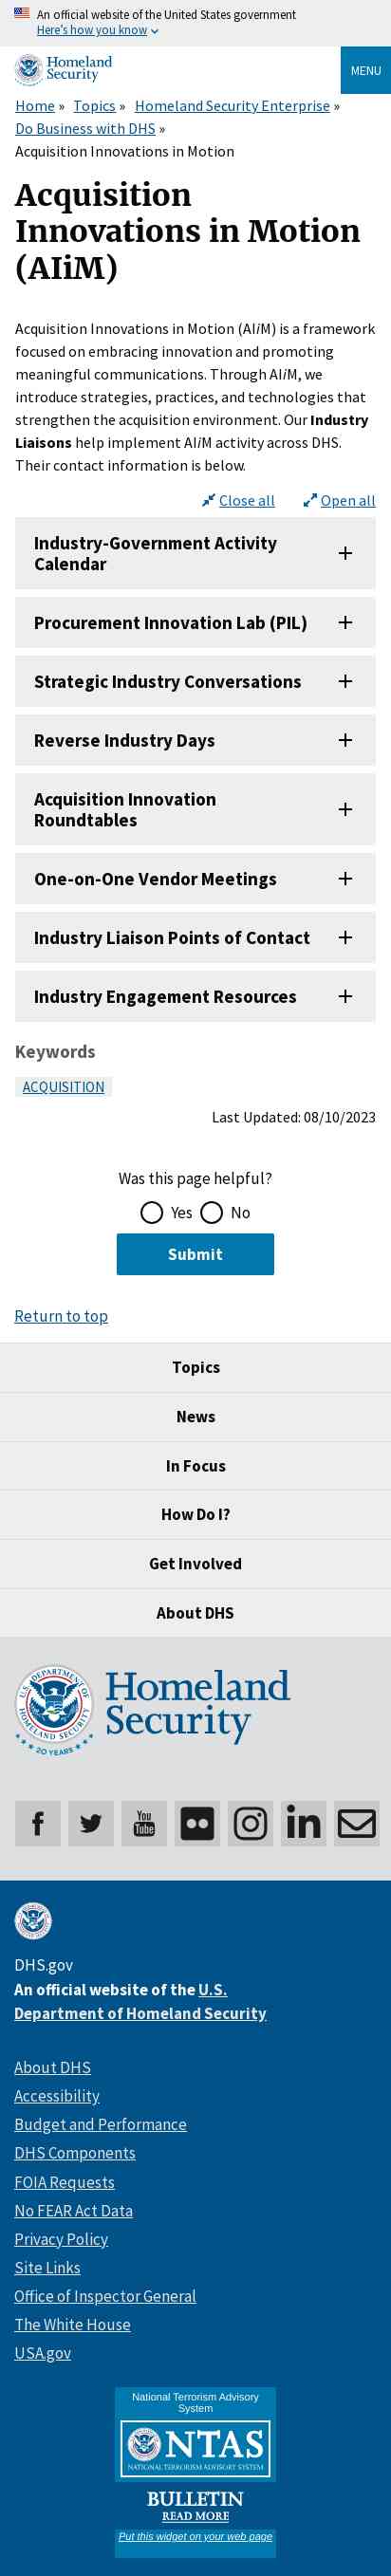 An official website of the United States government
Here's how you know
Homeland
Security
MENU
Home » Topics » Homeland Security Enterprise »
Do Business with DHS »
Acquisition Innovations in Motion
Acquisition
Innovations in Motion
(AIiM)
Acquisition Innovations in Motion (AIiM) is a framework
focused on embracing innovation and promoting
meaningful communications. Through AIiM, we
introduce strategies, practices, and technologies that
strengthen the acquisition environment. Our Industry
Liaisons help implement AIiM activity across DHS.
Their contact information is below.
Close all Open all
Industry-Government Activity
Calendar
Procurement Innovation Lab (PIL)
Strategic Industry Conversations
Reverse Industry Days
Acquisition Innovation
Roundtables
One-on-One Vendor Meetings
Industry Liaison Points of Contact
Industry Engagement Resources
Keywords
ACQUISITION
Last Updated: 08/10/2023
Was this page helpful?
Yes No
Submit
Return to top
Topics
News
In Focus
How Do I?
Get Involved
About DHS
U.S. DEPARTMENT OF HOMELAND SECURITY
20 YEARS
Homeland
Security
You
Tube
in
DHS.gov
An official website of the U.S.
Department of Homeland Security
About DHS
Accessibility
Budget and Performance
DHS Components
FOIA Requests
No FEAR Act Data
Privacy Policy
Site Links
Office of Inspector General
The White House
USA.gov
National Terrorism Advisory
System
NTAS
NATIONAL TERRORISM ADVISORY SYSTEM
BULLETIN
READ MORE
Put this widget on your web page